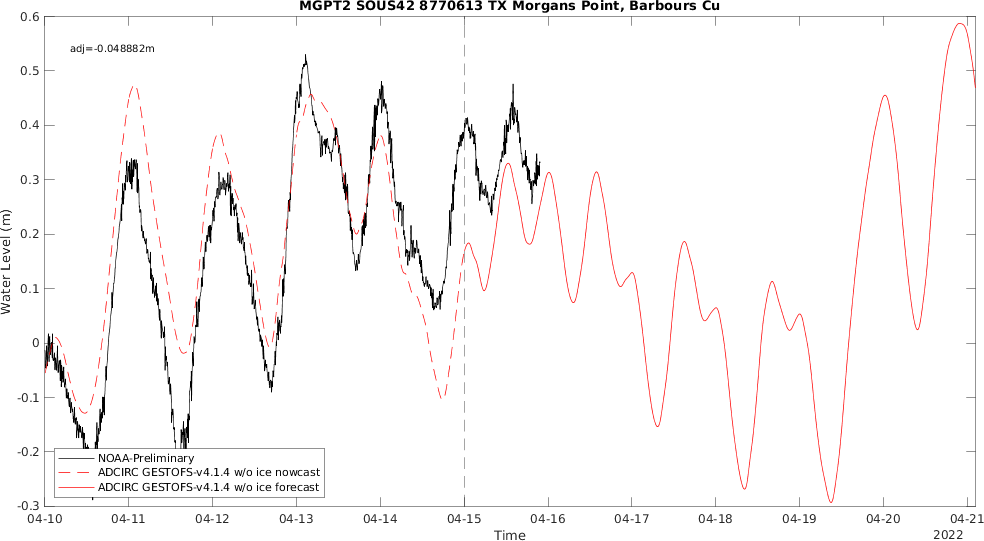 MGPT2 SOUS42 8770613 TX Morgans Point, Barbours Cu
adj=-0.048882m
Water Level (m)
0.6
0.5
0.4
0.3
0.2
0.1
0
-0.1
-0.2
-0.3
NOAA-Preliminary
ADCIRC GESTOFS-v4.1.4 w/o ice nowcast
ADCIRC GESTOFS-v4.1.4 w/o ice forecast
04-10 04-11 04-12 04-13 04-14 04-15 04-16 04-17 04-18 04-19 04-20 04-21
Time
2022